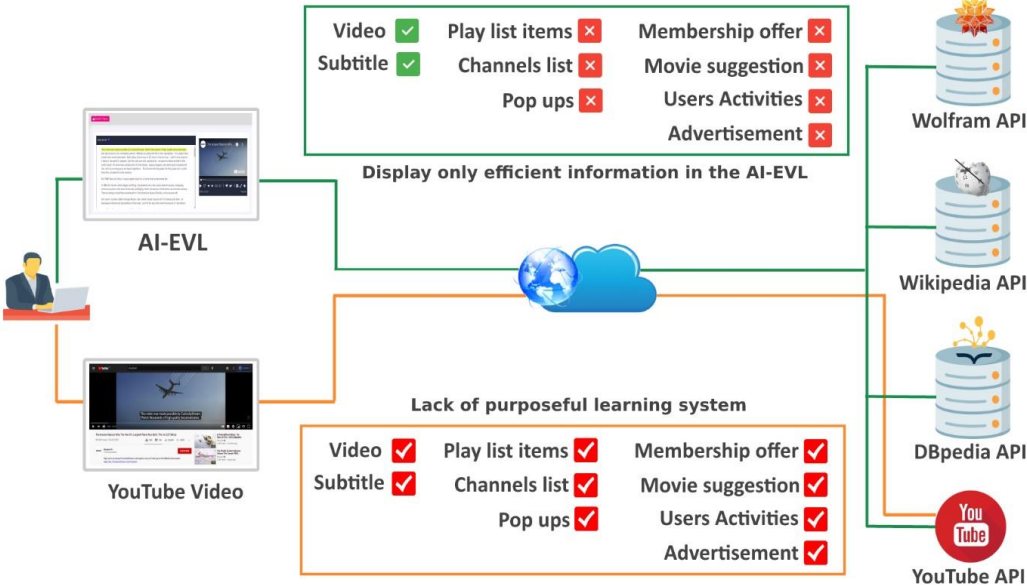 Video
Subtitle
Play list items
Channels list
Pop ups
Membership offer
Movie suggestion
Users Activities
Advertisement
Display only efficient information in the AI-EVL
AI-EVL
YouTube Video
Lack of purposeful learning system
Video
Subtitle
Play list items
Channels list
Pop ups
Membership offer
Movie suggestion
Users Activities
Advertisement
Wolfram API
Wikipedia API
DBpedia API
You
Tube
YouTube API